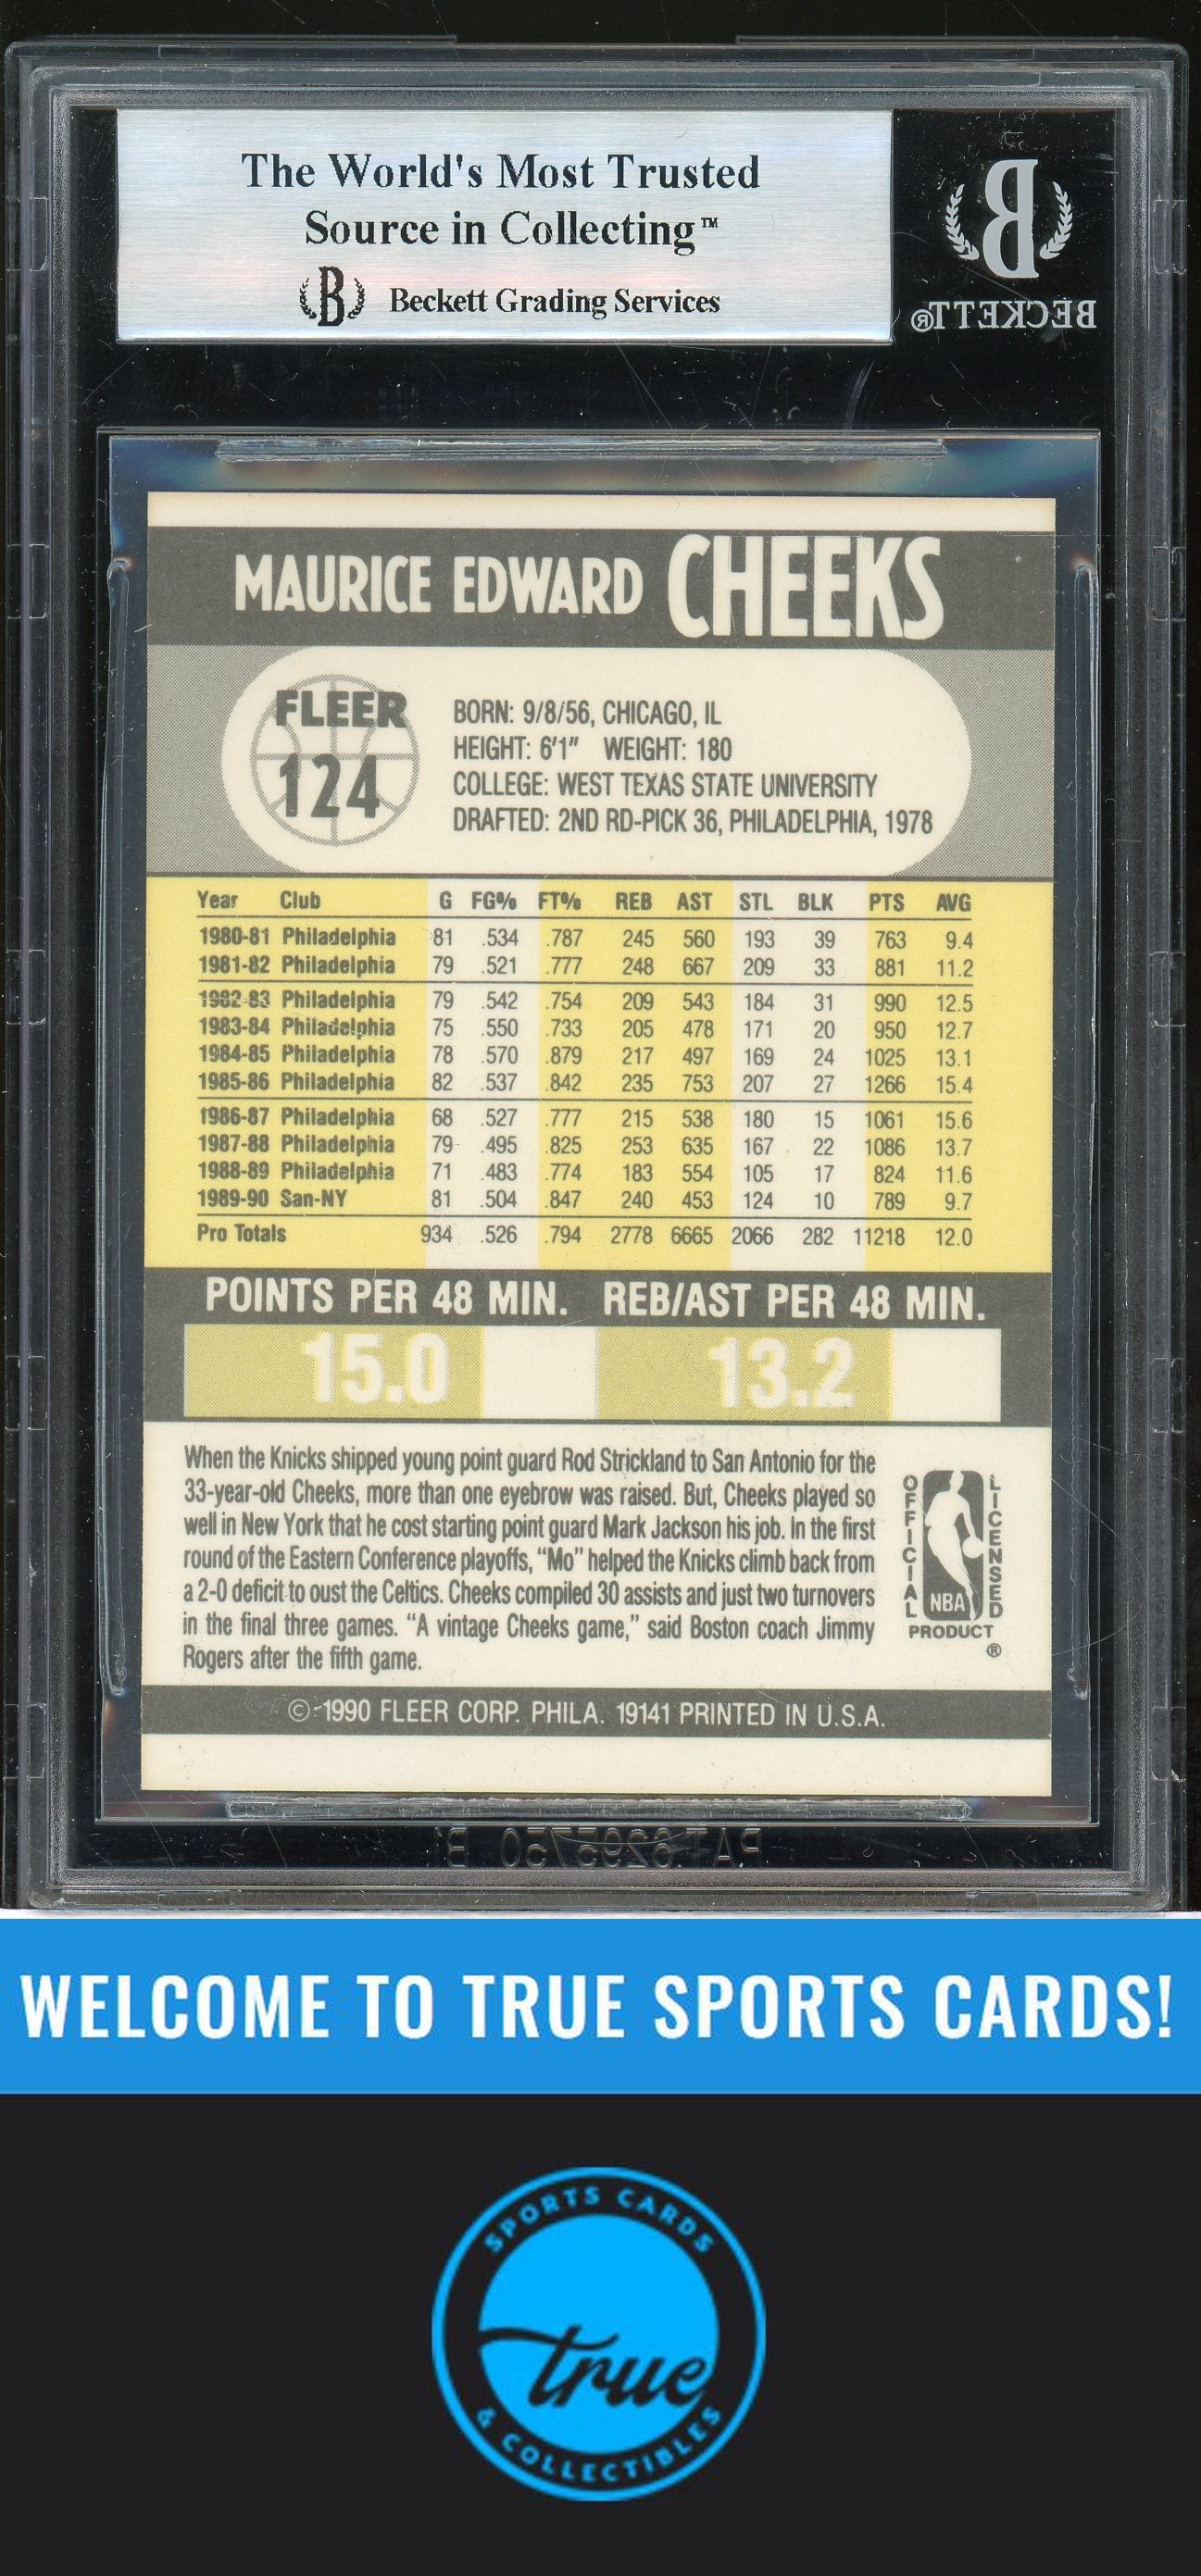 The World's Most Trusted
Source in Collecting™
B Beckett Grading Services
B
BECKETT®
MAURICE EDWARD CHEEKS
FLEER
124
BORN: 9/8/56, CHICAGO, IL
HEIGHT: 6'1" WEIGHT: 180
COLLEGE: WEST TEXAS STATE UNIVERSITY
DRAFTED: 2ND RD-PICK 36, PHILADELPHIA, 1978
Year Club G FG% FT% REB AST STL BLK PTS AVG
1980-81 Philadelphia 81 .534 .787 245 560 193 39 763 9.4
1981-82 Philadelphia 79 .521 .777 248 667 209 33 881 11.2
1982-83 Philadelphia 79 .542 .754 209 543 184 31 990 12.5
1983-84 Philadelphia 75 .550 .733 205 478 171 20 950 12.7
1984-85 Philadelphia 78 .570 .879 217 497 169 24 1025 13.1
1985-86 Philadelphia 82 .537 .842 235 753 207 27 1266 15.4
1986-87 Philadelphia 68 .527 .777 215 538 180 15 1061 15.6
1987-88 Philadelphia 79 .495 .825 253 635 167 22 1086 13.7
1988-89 Philadelphia 71 .483 .774 183 554 105 17 824 11.6
1989-90 San-NY 81 .504 .847 240 453 124 10 789 9.7
Pro Totals 934 .526 .794 2778 6665 2066 282 11218 12.0
POINTS PER 48 MIN. REB/AST PER 48 MIN.
15.0 13.2
When the Knicks shipped young point guard Rod Strickland to San Antonio for the
33-year-old Cheeks, more than one eyebrow was raised. But, Cheeks played so
well in New York that he cost starting point guard Mark Jackson his job. In the first
round of the Eastern Conference playoffs, "Mo" helped the Knicks climb back from
a 2-0 deficit to oust the Celtics. Cheeks compiled 30 assists and just two turnovers
in the final three games. "A vintage Cheeks game," said Boston coach Jimmy
Rogers after the fifth game.
OFFICIAL LICENSED
NBA
PRODUCT
®
© 1990 FLEER CORP. PHILA. 19141 PRINTED IN U.S.A.
PAT.6295750 B1
WELCOME TO TRUE SPORTS CARDS!
SPORTS CARDS
true
& COLLECTIBLES